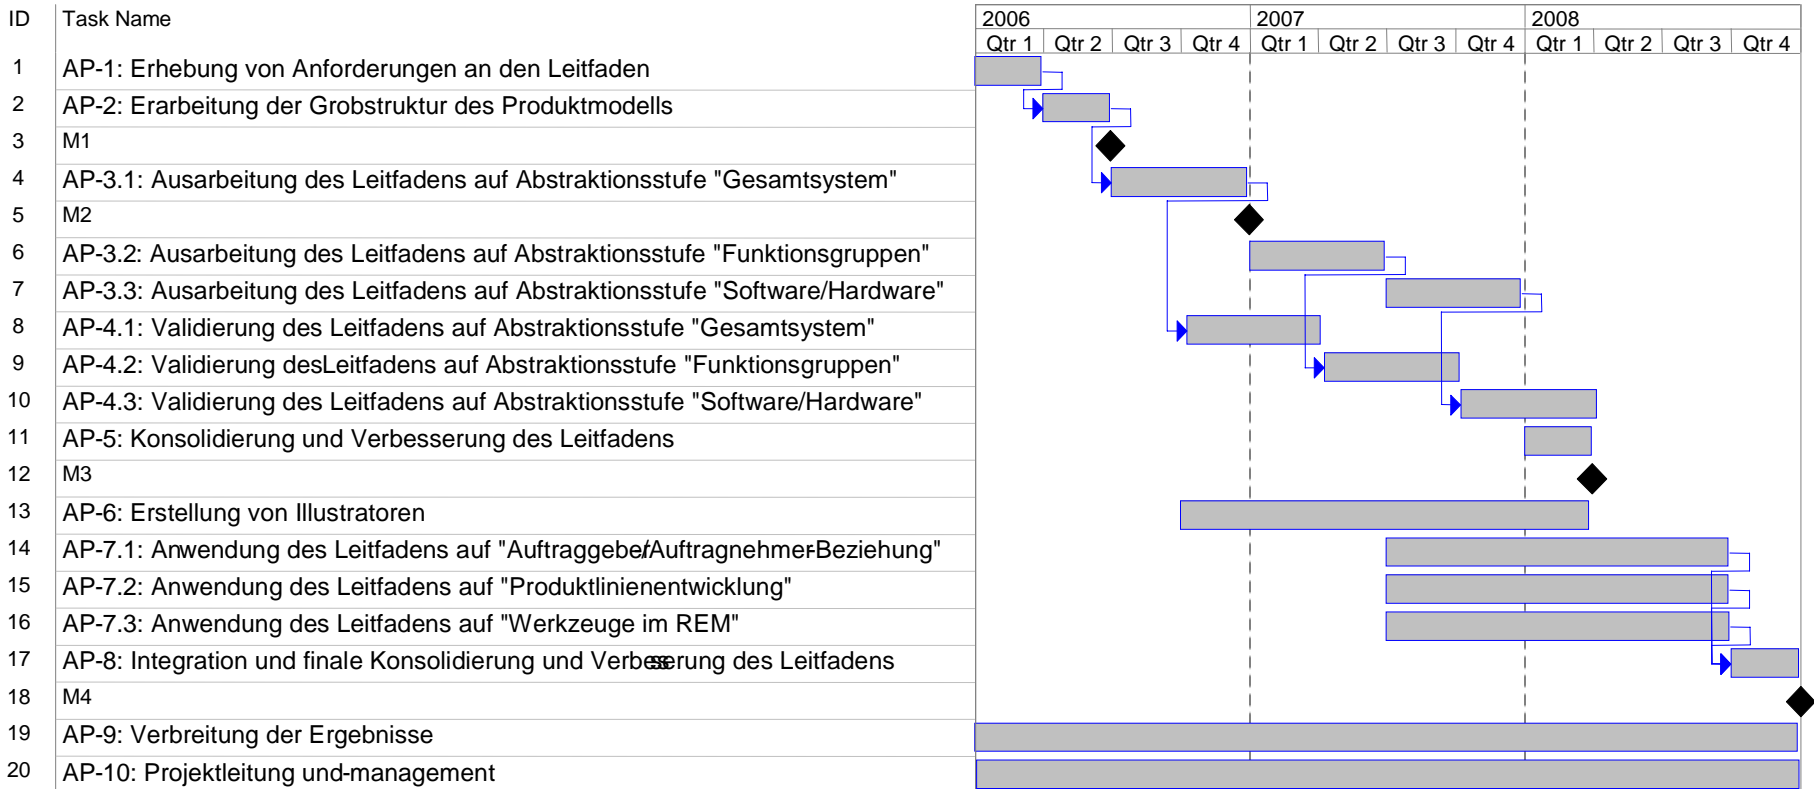 ID Task Name 2006 2007 2008
Qtr 1 Qtr 2 Qtr 3 Qtr 4 Qtr 1 Qtr 2 Qtr 3 Qtr 4 Qtr 1 Qtr 2 Qtr 3 Qtr 4
1 AP-1: Erhebung von Anforderungen an den Leitfaden
2 AP-2: Erarbeitung der Grobstruktur des Produktmodells
3 M1
4 AP-3.1: Ausarbeitung des Leitfadens auf Abstraktionsstufe "Gesamtsystem"
5 M2
6 AP-3.2: Ausarbeitung des Leitfadens auf Abstraktionsstufe "Funktionsgruppen"
7 AP-3.3: Ausarbeitung des Leitfadens auf Abstraktionsstufe "Software/Hardware"
8 AP-4.1: Validierung des Leitfadens auf Abstraktionsstufe "Gesamtsystem"
9 AP-4.2: Validierung desLeitfadens auf Abstraktionsstufe "Funktionsgruppen"
10 AP-4.3: Validierung des Leitfadens auf Abstraktionsstufe "Software/Hardware"
11 AP-5: Konsolidierung und Verbesserung des Leitfadens
12 M3
13 AP-6: Erstellung von Illustratoren
14 AP-7.1: Anwendung des Leitfadens auf "Auftraggeber/Auftragnehmer-Beziehung"
15 AP-7.2: Anwendung des Leitfadens auf "Produktlinienentwicklung"
16 AP-7.3: Anwendung des Leitfadens auf "Werkzeuge im REM"
17 AP-8: Integration und finale Konsolidierung und Verbesserung des Leitfadens
18 M4
19 AP-9: Verbreitung der Ergebnisse
20 AP-10: Projektleitung und-management